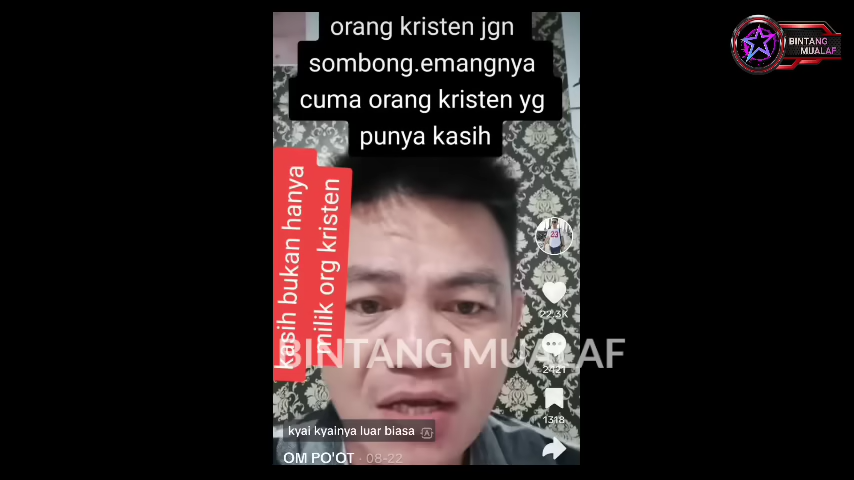 orang kristen jgn
sombong.emangnya
cuma orang kristen yg
punya kasih
BINTANG
MUALAF
kasih bukan hanya
milik org kristen
23
22.3K
BINTANG MUALAF
2421
1318
kyai kyainya luar biasa
OM PO'OT · 08-22